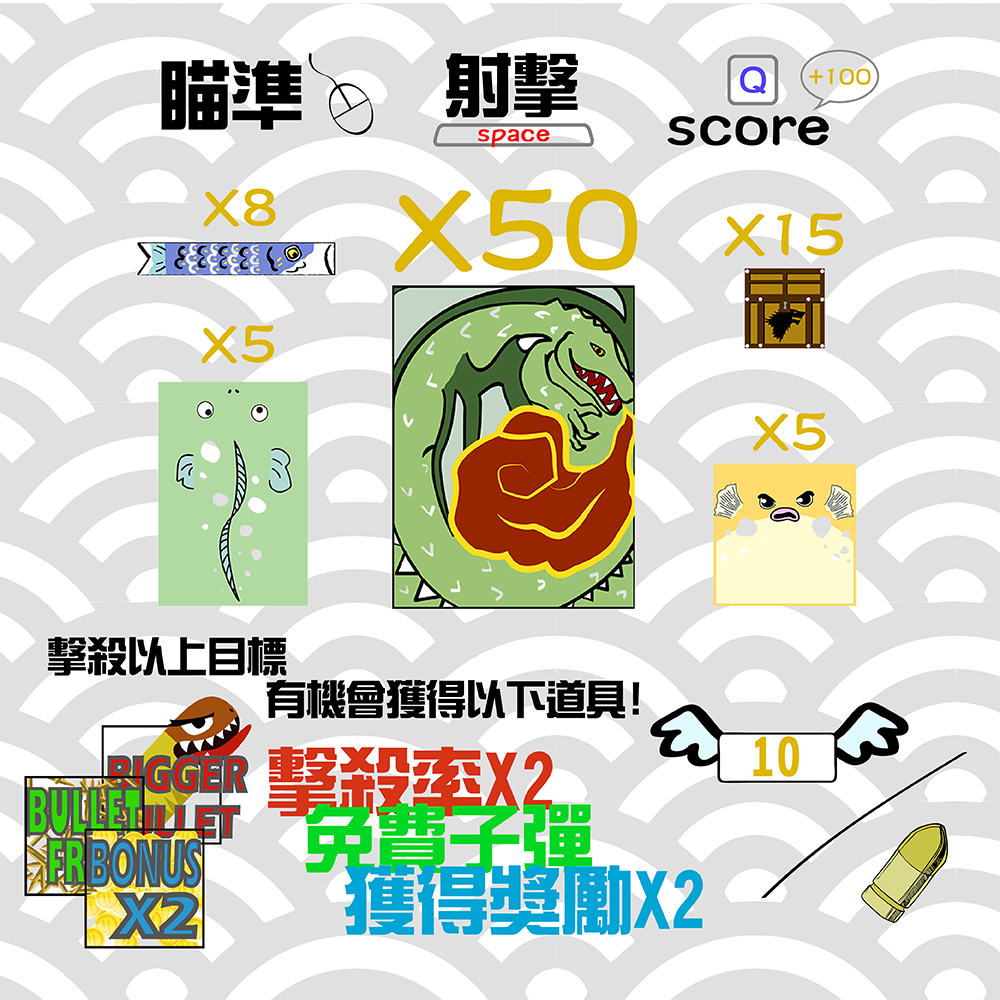 瞄準
射擊
space
Q
+100
score
X8
X50
X15
X5
X5
擊殺以上目標
有機會獲得以下道具!
BIGGER
BULLET
BULLET
FR
BONUS
X2
擊殺率X2
免費子彈
獲得獎勵X2
10